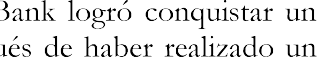 Bank logró conquistar un
ués de haber realizado un